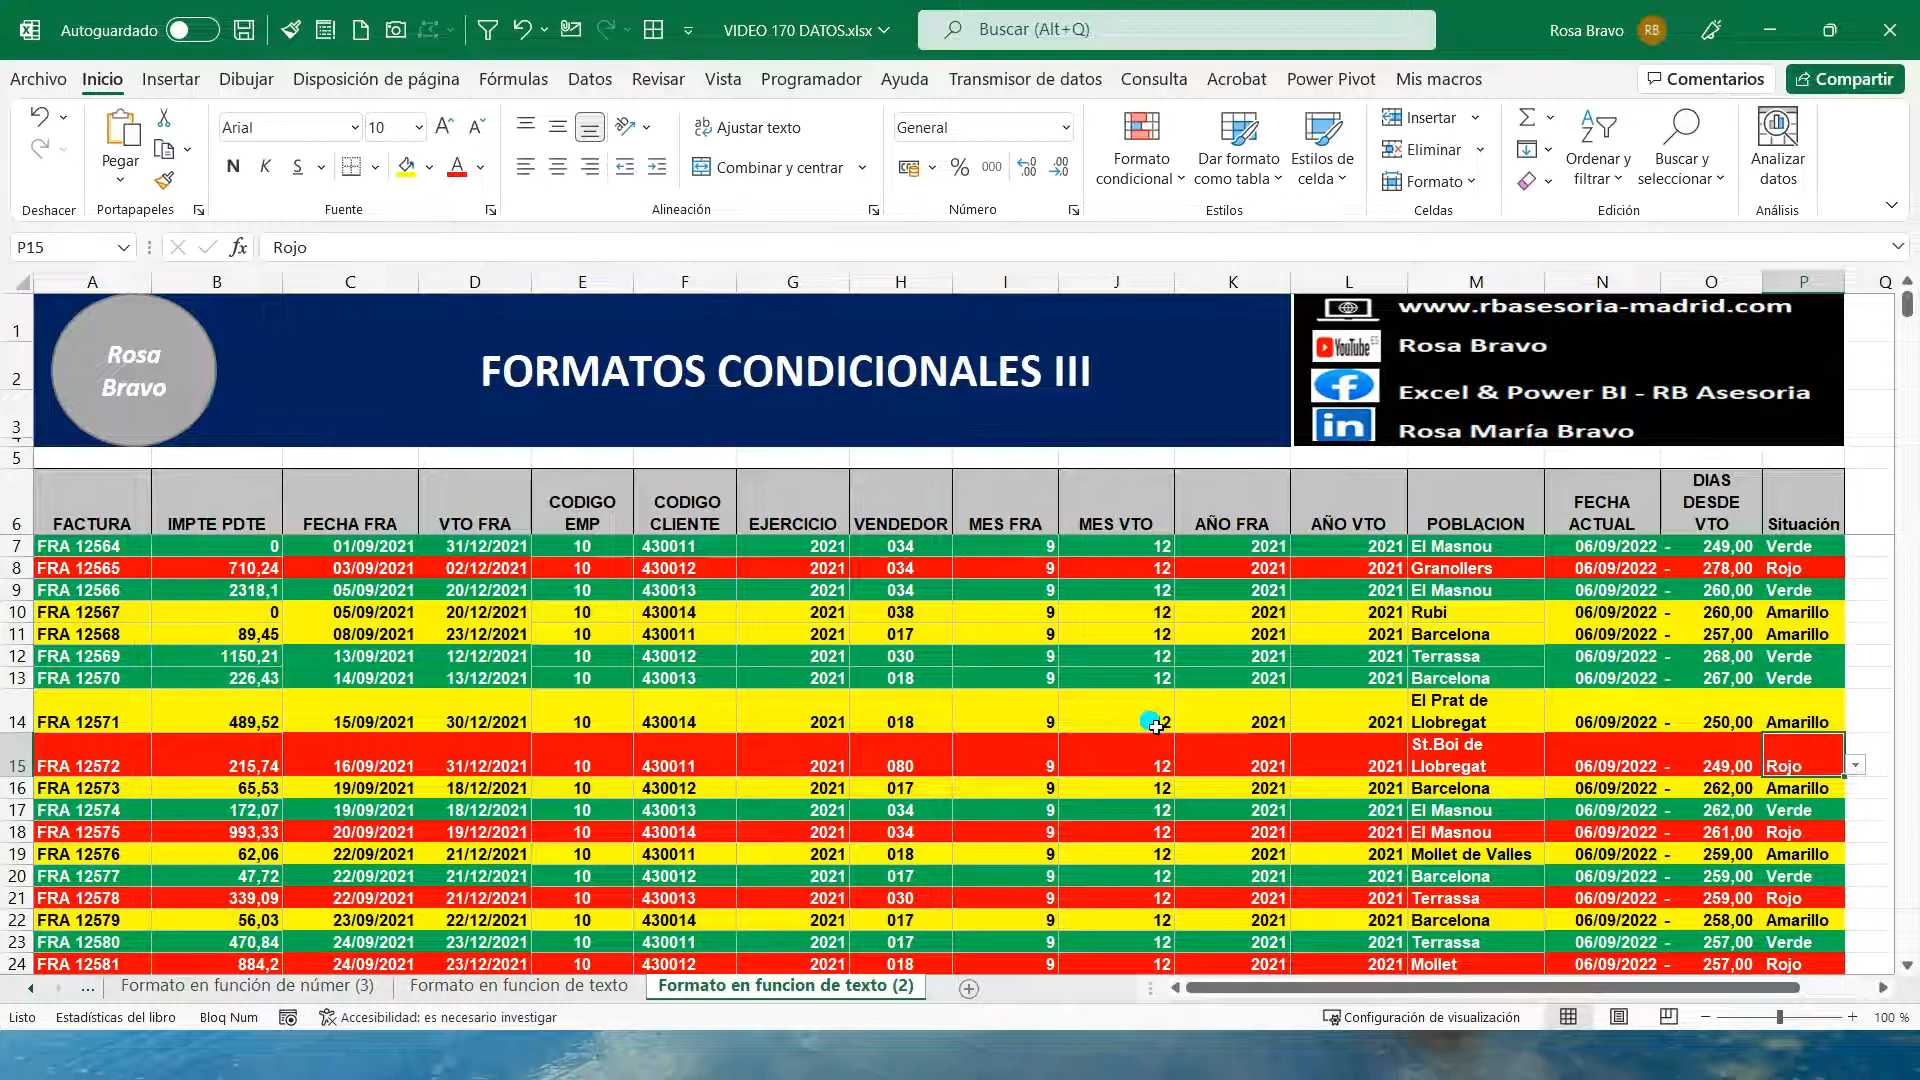 Autoguardado VIDEO 170 DATOS.xlsx Buscar (Alt+Q) Rosa Bravo RB
Archivo Inicio Insertar Dibujar Disposición de página Fórmulas Datos Revisar Vista Programador Ayuda Transmisor de datos Consulta Acrobat Power Pivot Mis macros Comentarios Compartir
Pegar Arial 10 Ajustar texto General Formato condicional Dar formato como tabla Estilos de celda Insertar Ordenar y filtrar Buscar y seleccionar Analizar datos
N K S Combinar y centrar % 000 Eliminar
Formato
Deshacer Portapapeles Fuente Alineación Número Estilos Celdas Edición Análisis
P15 fx Rojo
A B C D E F G H I J K L M N O P Q
Rosa Bravo
FORMATOS CONDICIONALES III
www.rbasesoria-madrid.com
YouTube Rosa Bravo
f Excel & Power BI - RB Asesoria
in Rosa María Bravo
1
2
3
4
5
6 FACTURA IMPTE PDTE FECHA FRA VTO FRA CODIGO EMP CODIGO CLIENTE EJERCICIO VENDEDOR MES FRA MES VTO AÑO FRA AÑO VTO POBLACION FECHA ACTUAL DIAS DESDE VTO Situación
7 FRA 12564 0 01/09/2021 31/12/2021 10 430011 2021 034 9 12 2021 2021 El Masnou 06/09/2022 - 249,00 Verde
8 FRA 12565 710,24 03/09/2021 02/12/2021 10 430012 2021 034 9 12 2021 2021 Granollers 06/09/2022 - 278,00 Rojo
9 FRA 12566 2318,1 05/09/2021 20/12/2021 10 430013 2021 034 9 12 2021 2021 El Masnou 06/09/2022 - 260,00 Verde
10 FRA 12567 0 05/09/2021 20/12/2021 10 430014 2021 038 9 12 2021 2021 Rubi 06/09/2022 - 260,00 Amarillo
11 FRA 12568 89,45 08/09/2021 23/12/2021 10 430011 2021 017 9 12 2021 2021 Barcelona 06/09/2022 - 257,00 Amarillo
12 FRA 12569 1150,21 13/09/2021 12/12/2021 10 430012 2021 030 9 12 2021 2021 Terrassa 06/09/2022 - 268,00 Verde
13 FRA 12570 226,43 14/09/2021 13/12/2021 10 430013 2021 018 9 12 2021 2021 Barcelona 06/09/2022 - 267,00 Verde
14 FRA 12571 489,52 15/09/2021 30/12/2021 10 430014 2021 018 9 12 2021 2021 El Prat de Llobregat 06/09/2022 - 250,00 Amarillo
15 FRA 12572 215,74 16/09/2021 31/12/2021 10 430011 2021 080 9 12 2021 2021 St.Boi de Llobregat 06/09/2022 - 249,00 Rojo
16 FRA 12573 65,53 19/09/2021 18/12/2021 10 430012 2021 017 9 12 2021 2021 Barcelona 06/09/2022 - 262,00 Amarillo
17 FRA 12574 172,07 19/09/2021 18/12/2021 10 430013 2021 034 9 12 2021 2021 El Masnou 06/09/2022 - 262,00 Verde
18 FRA 12575 993,33 20/09/2021 19/12/2021 10 430014 2021 034 9 12 2021 2021 El Masnou 06/09/2022 - 261,00 Rojo
19 FRA 12576 62,06 22/09/2021 21/12/2021 10 430011 2021 018 9 12 2021 2021 Mollet de Valles 06/09/2022 - 259,00 Amarillo
20 FRA 12577 47,72 22/09/2021 21/12/2021 10 430012 2021 017 9 12 2021 2021 Barcelona 06/09/2022 - 259,00 Verde
21 FRA 12578 339,09 22/09/2021 21/12/2021 10 430013 2021 030 9 12 2021 2021 Terrassa 06/09/2022 - 259,00 Rojo
22 FRA 12579 56,03 23/09/2021 22/12/2021 10 430014 2021 017 9 12 2021 2021 Barcelona 06/09/2022 - 258,00 Amarillo
23 FRA 12580 470,84 24/09/2021 23/12/2021 10 430011 2021 017 9 12 2021 2021 Terrassa 06/09/2022 - 257,00 Verde
24 FRA 12581 884,2 24/09/2021 23/12/2021 10 430012 2021 018 9 12 2021 2021 Mollet 06/09/2022 - 257,00 Rojo
... Formato en función de númer (3) Formato en funcion de texto Formato en funcion de texto (2)
Listo Estadísticas del libro Bloq Num Accesibilidad: es necesario investigar Configuración de visualización 100 %